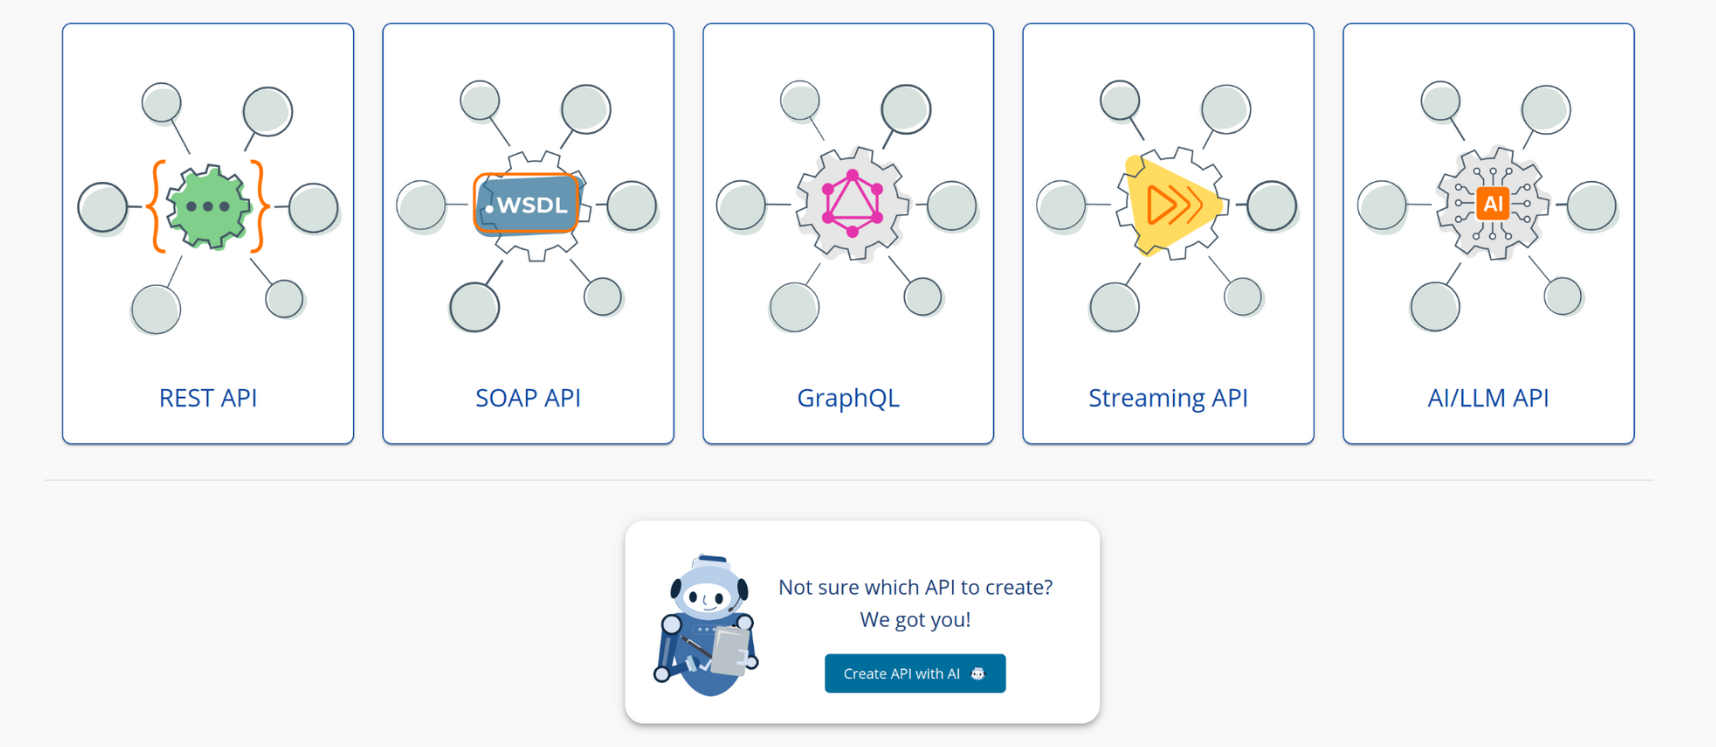 .WSDL
AI
REST API
SOAP API
GraphQL
Streaming API
AI/LLM API
Not sure which API to create?
We got you!
Create API with AI